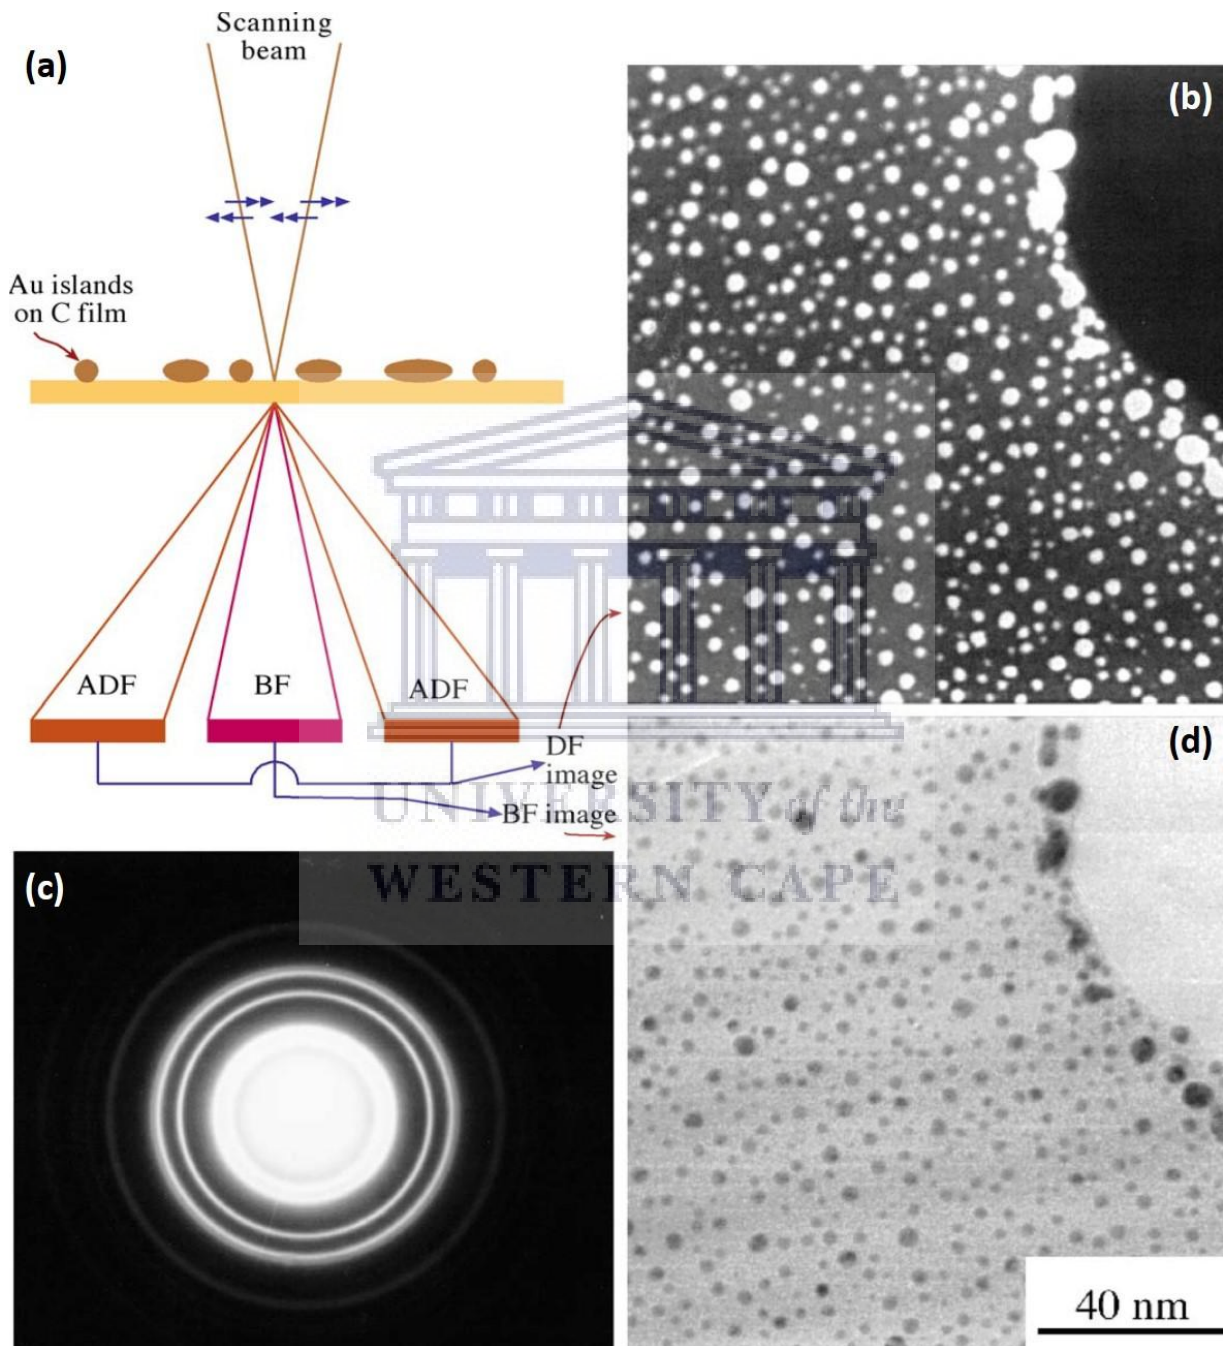 (a)
Scanning
beam
Au islands
on C film
ADF
BF
ADF
DF
image
BF image
(b)
(c)
(d)
40 nm
UNIVERSITY of the
WESTERN CAPE